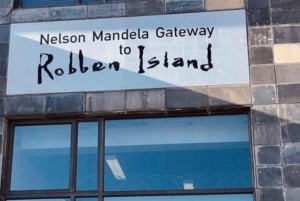 Nelson Mandela Gateway
to
Robben Island